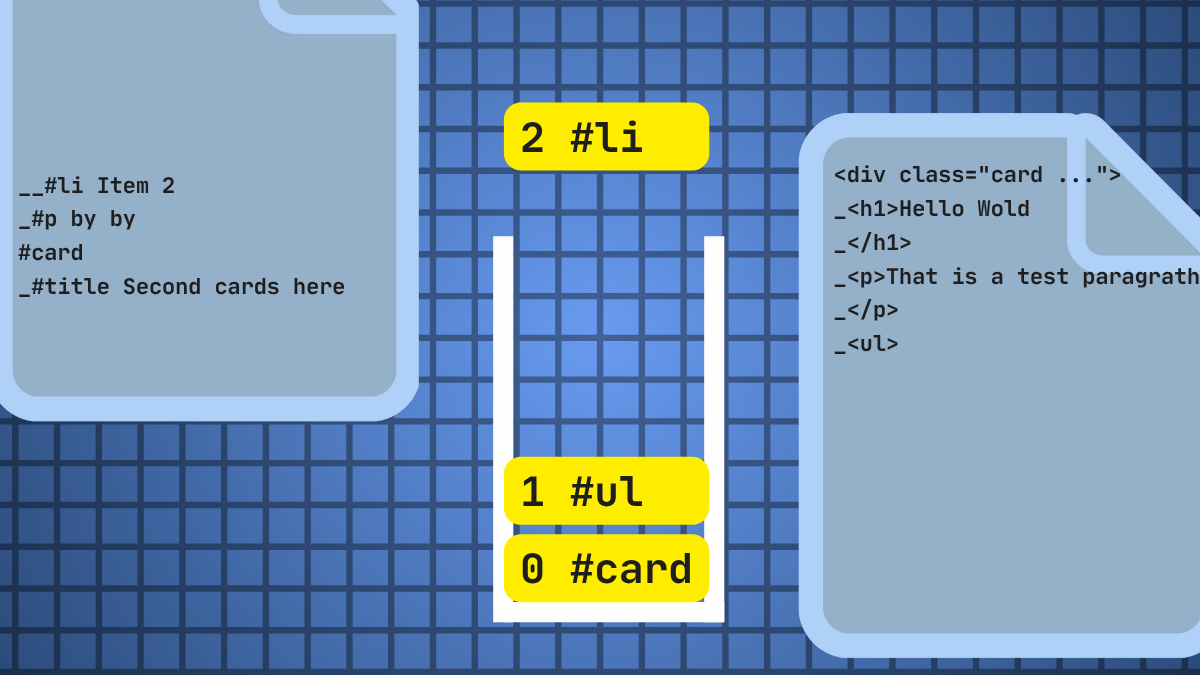 __#li Item 2
_#p by by
#card
_#title Second cards here
2 #li
1 #ul
0 #card
<div class="card ...">
_<h1>Hello Wold
_</h1>
_<p>That is a test paragrath
_</p>
_<ul>